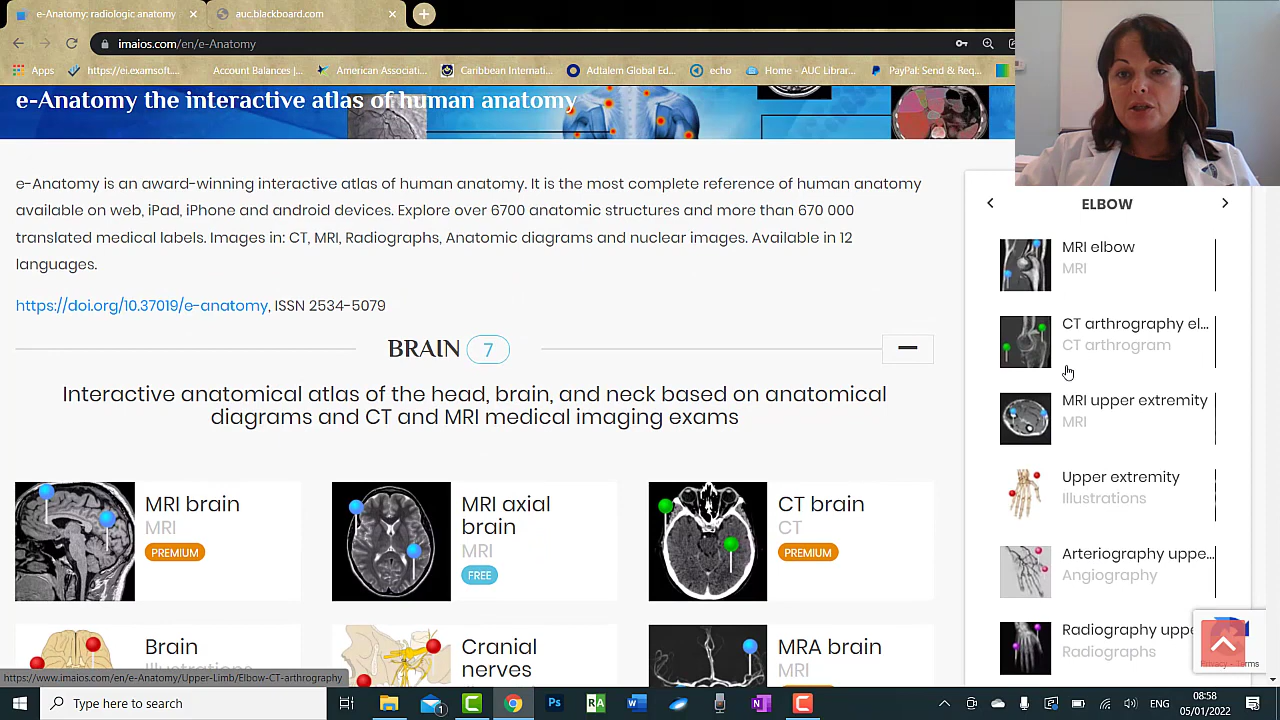 e-Anatomy: radiologic anatomy
auc.blackboard.com
imaios.com/en/e-Anatomy
Apps
https://ei.examsoft....
Account Balances |...
American Associati...
Caribbean Internati...
Adtalem Global Ed...
echo
Home - AUC Librar...
PayPal: Send & Req...
e-Anatomy the interactive atlas of human anatomy
e-Anatomy is an award-winning interactive atlas of human anatomy. It is the most complete reference of human anatomy
available on web, iPad, iPhone and android devices. Explore over 6700 anatomic structures and more than 670 000
translated medical labels. Images in: CT, MRI, Radiographs, Anatomic diagrams and nuclear images. Available in 12
languages.
https://doi.org/10.37019/e-anatomy, ISSN 2534-5079
BRAIN 7
Interactive anatomical atlas of the head, brain, and neck based on anatomical
diagrams and CT and MRI medical imaging exams
MRI brain
MRI
PREMIUM
MRI axial
brain
MRI
FREE
CT brain
CT
PREMIUM
Brain
Illustrations
Cranial
nerves
MRA brain
MRI
ELBOW
MRI elbow
MRI
CT arthrography el...
CT arthrogram
MRI upper extremity
MRI
Upper extremity
Illustrations
Arteriography uppe...
Angiography
Radiography upp
Radiographs
Privacy - Terms
https://www.imaios.com/en/e-Anatomy/Upper-Limb/Elbow-CT-arthrography
Type here to search
1
Ps
RA
W
N
ENG
08:58
05/01/2022